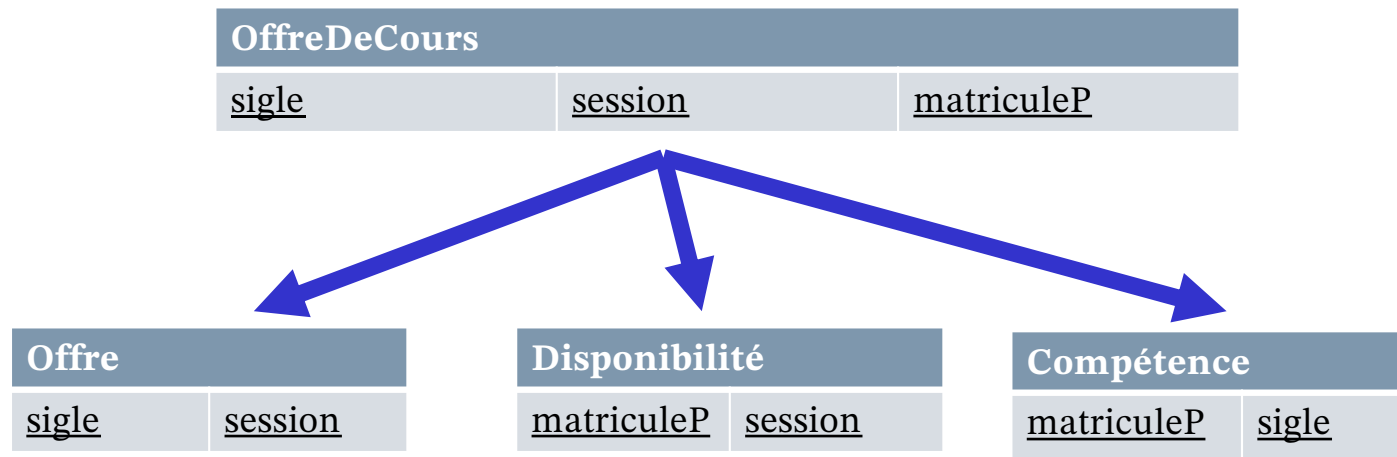 OffreDeCours
sigle session matriculeP
Offre
sigle session
Disponibilité
matriculeP session
Compétence
matriculeP sigle